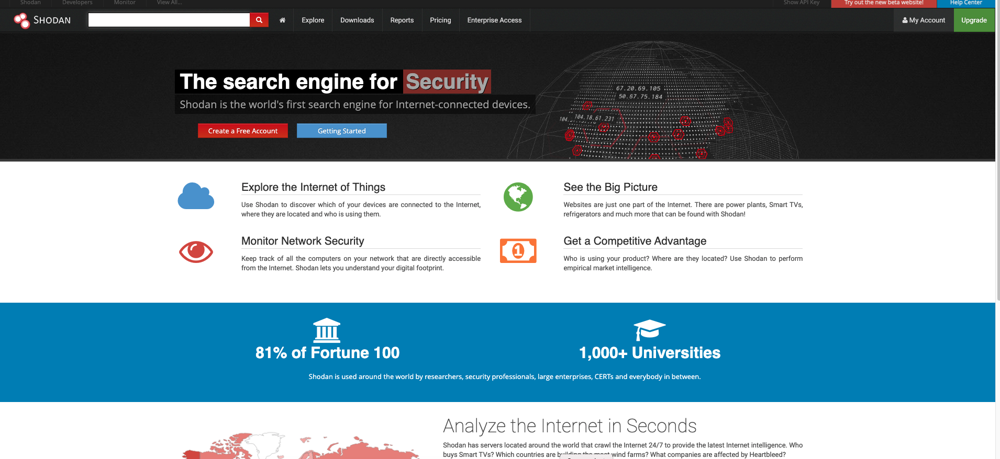 Shodan Developers Monitor View All... Show API Key Try out the new beta website! Help Center
SHODAN Explore Downloads Reports Pricing Enterprise Access My Account Upgrade
The search engine for Security
Shodan is the world's first search engine for Internet-connected devices.
Create a Free Account Getting Started
67.20.69.105
50.87.75.184
104.18.61.231
104.
Explore the Internet of Things
Use Shodan to discover which of your devices are connected to the Internet,
where they are located and who is using them.
See the Big Picture
Websites are just one part of the Internet. There are power plants, Smart TVs,
refrigerators and much more that can be found with Shodan!
Monitor Network Security
Keep track of all the computers on your network that are directly accessible
from the Internet. Shodan lets you understand your digital footprint.
Get a Competitive Advantage
Who is using your product? Where are they located? Use Shodan to perform
empirical market intelligence.
81% of Fortune 100
1,000+ Universities
Shodan is used around the world by researchers, security professionals, large enterprises, CERTs and everybody in between.
Analyze the Internet in Seconds
Shodan has servers located around the world that crawl the Internet 24/7 to provide the latest Internet intelligence. Who
buys Smart TVs? Which countries are building the most wind farms? What companies are affected by Heartbleed?